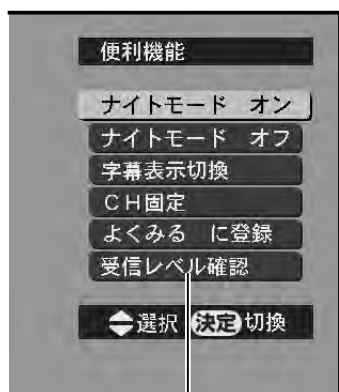 便利機能
ナイトモード オン
ナイトモード オフ
字幕表示切換
CH固定
よくみる に登録
受信レベル確認
選択 決定 切換